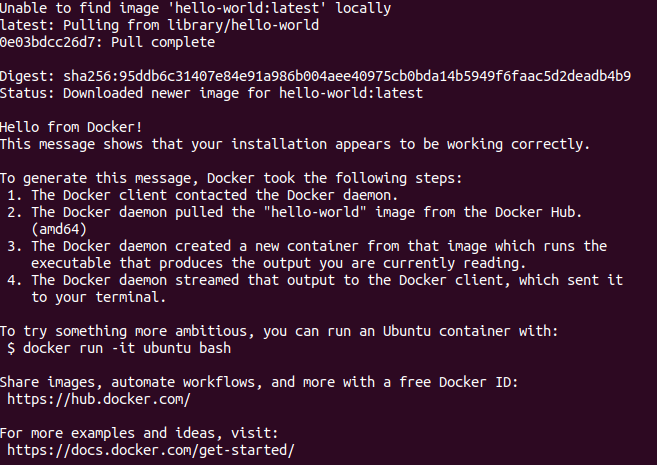 Unable to find image 'hello-world:latest' locally
latest: Pulling from library/hello-world
0e03bdcc26d7: Pull complete
Digest: sha256:95ddb6c31407e84e91a986b004aee40975cb0bda14b5949f6faac5d2deadb4b9
Status: Downloaded newer image for hello-world:latest
Hello from Docker!
This message shows that your installation appears to be working correctly.
To generate this message, Docker took the following steps:
1. The Docker client contacted the Docker daemon.
2. The Docker daemon pulled the "hello-world" image from the Docker Hub.
(amd64)
3. The Docker daemon created a new container from that image which runs the
executable that produces the output you are currently reading.
4. The Docker daemon streamed that output to the Docker client, which sent it
to your terminal.
To try something more ambitious, you can run an Ubuntu container with:
$ docker run -it ubuntu bash
Share images, automate workflows, and more with a free Docker ID:
https://hub.docker.com/
For more examples and ideas, visit:
https://docs.docker.com/get-started/